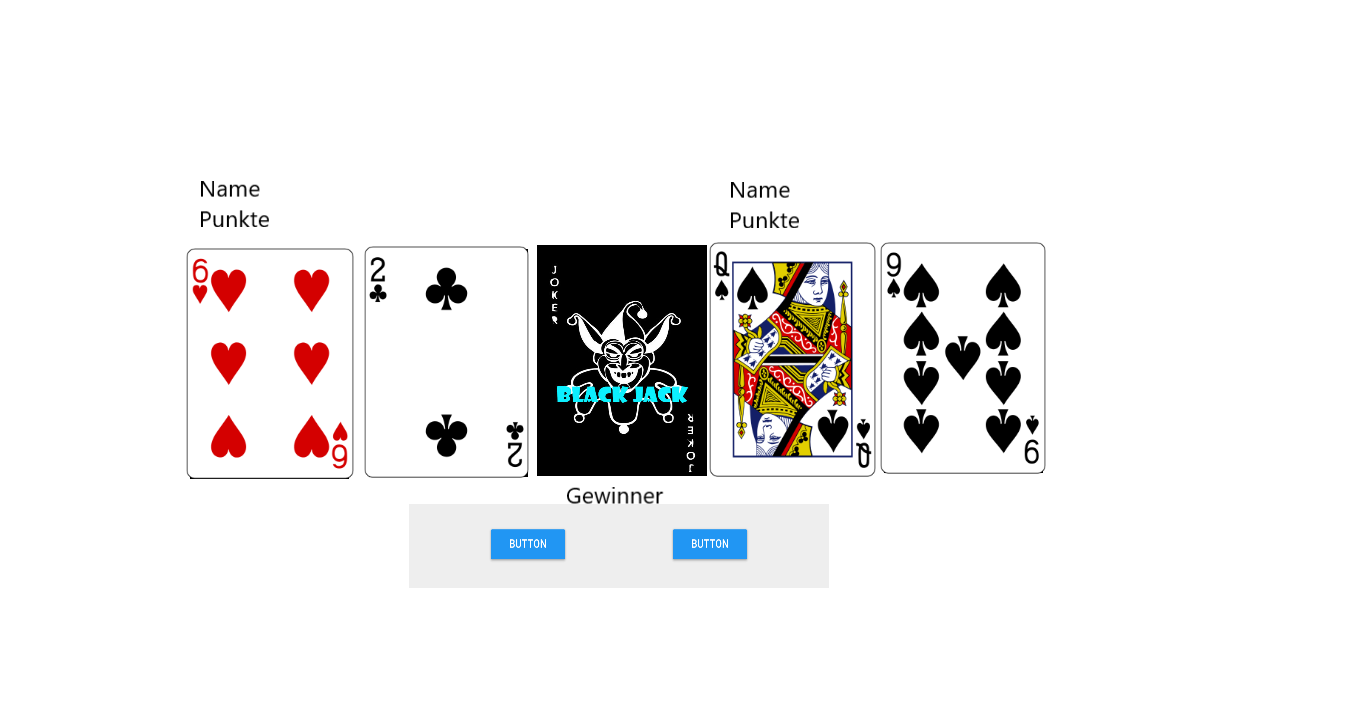 Name
Punkte
Name
Punkte
6
6
2
2
JOKER
BLACK JACK
JOKER
Q
Q
9
9
Gewinner
BUTTON
BUTTON